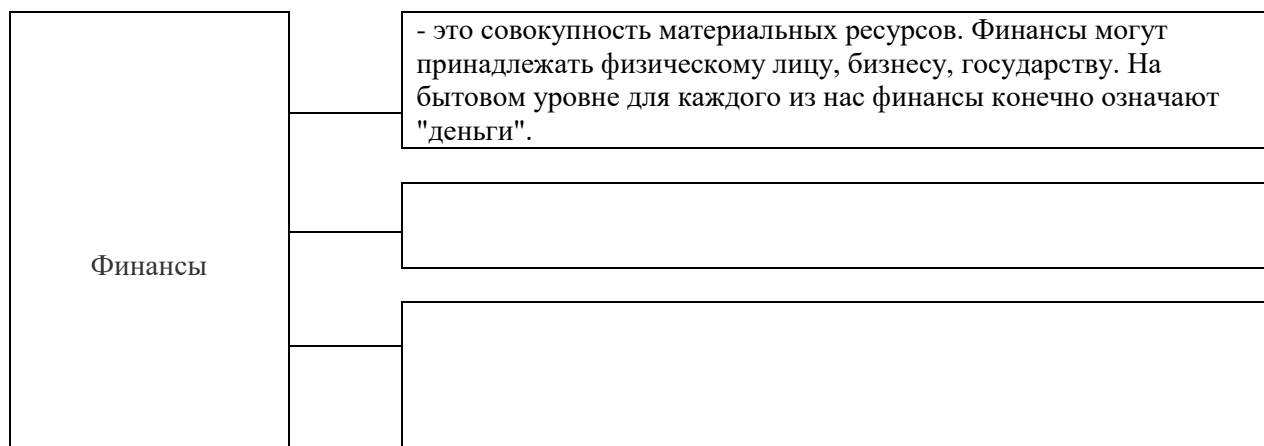 - это совокупность материальных ресурсов. Финансы могут
принадлежать физическому лицу, бизнесу, государству. На
бытовом уровне для каждого из нас финансы конечно означают
"деньги".
Финансы